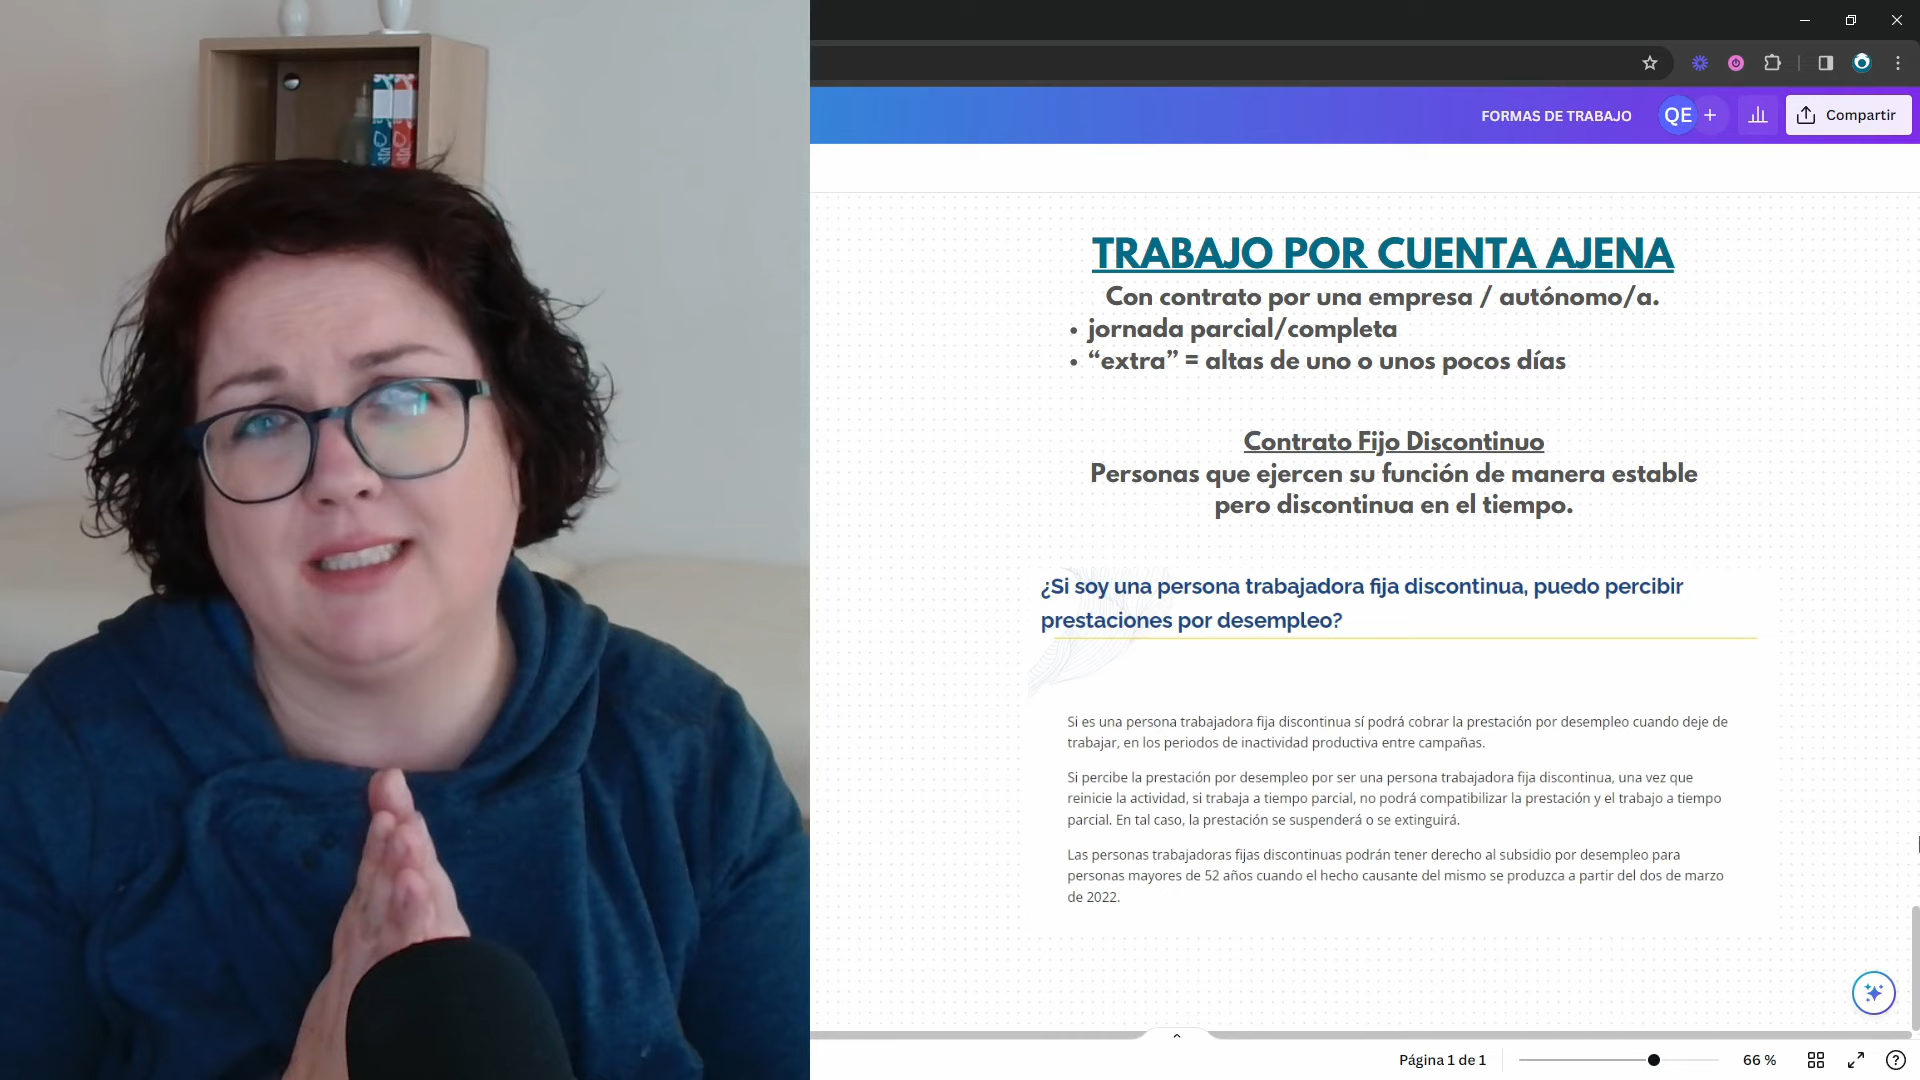 FORMAS DE TRABAJO
QE
+
Compartir
TRABAJO POR CUENTA AJENA
Con contrato por una empresa / autónomo/a.
• jornada parcial/completa
• “extra” = altas de uno o unos pocos días
Contrato Fijo Discontinuo
Personas que ejercen su función de manera estable
pero discontinua en el tiempo.
¿Si soy una persona trabajadora fija discontinua, puedo percibir
prestaciones por desempleo?
Si es una persona trabajadora fija discontinua sí podrá cobrar la prestación por desempleo cuando deje de
trabajar, en los periodos de inactividad productiva entre campañas.
Si percibe la prestación por desempleo por ser una persona trabajadora fija discontinua, una vez que
reinicie la actividad, si trabaja a tiempo parcial, no podrá compatibilizar la prestación y el trabajo a tiempo
parcial. En tal caso, la prestación se suspenderá o se extinguirá.
Las personas trabajadoras fijas discontinuas podrán tener derecho al subsidio por desempleo para
personas mayores de 52 años cuando el hecho causante del mismo se produzca a partir del dos de marzo
de 2022.
Página 1 de 1
66 %